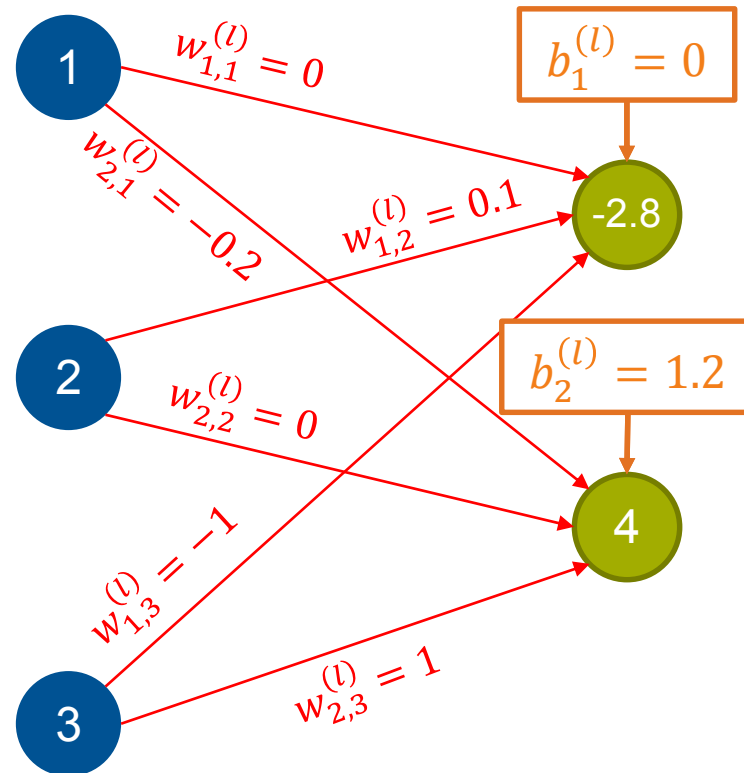 1
w_{1,1}^{(l)} = 0
b_1^{(l)} = 0
w_{2,1}^{(l)} = −0.2
w_{1,2}^{(l)} = 0.1
-2.8
2
w_{2,2}^{(l)} = 0
b_2^{(l)} = 1.2
4
w_{1,3}^{(l)} = −1
w_{2,3}^{(l)} = 1
3